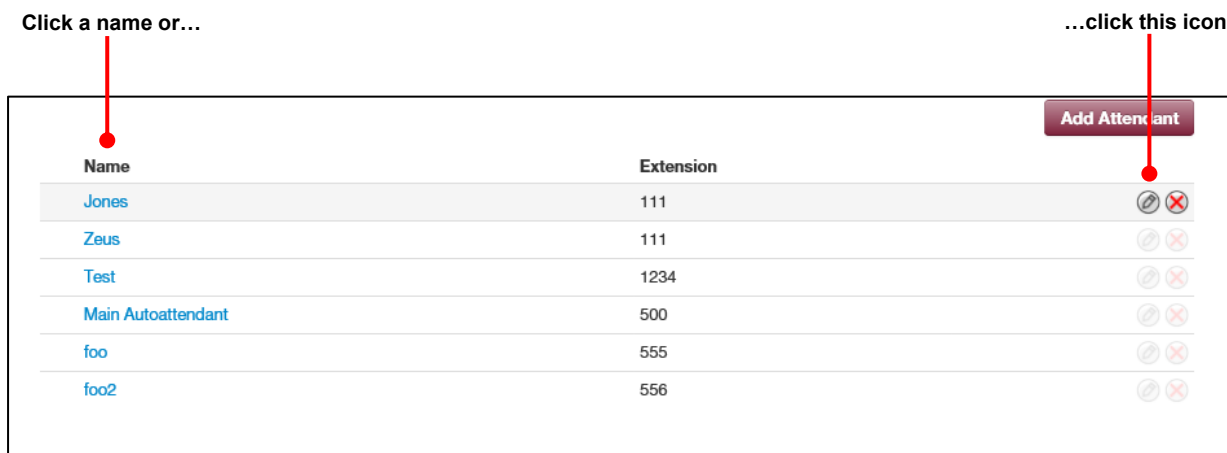 Click a name or…
…click this icon
Add Attendant
Name Extension
Jones 111
Zeus 111
Test 1234
Main Autoattendant 500
foo 555
foo2 556